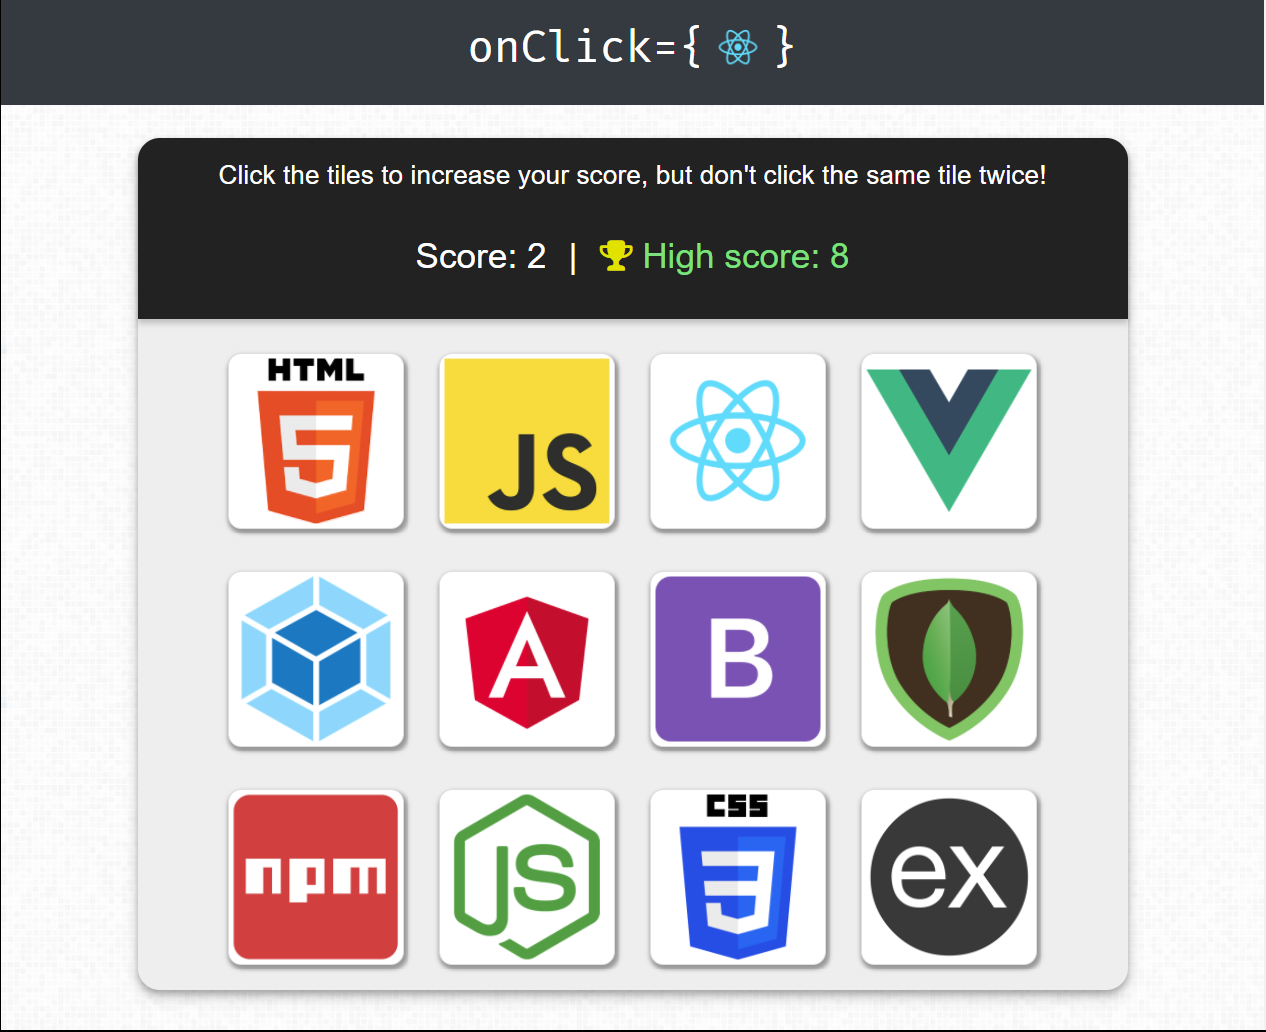 onClick={ }
Click the tiles to increase your score, but don't click the same tile twice!
Score: 2 | High score: 8
HTML
5
JS
A
B
npm
JS
CSS
3
ex